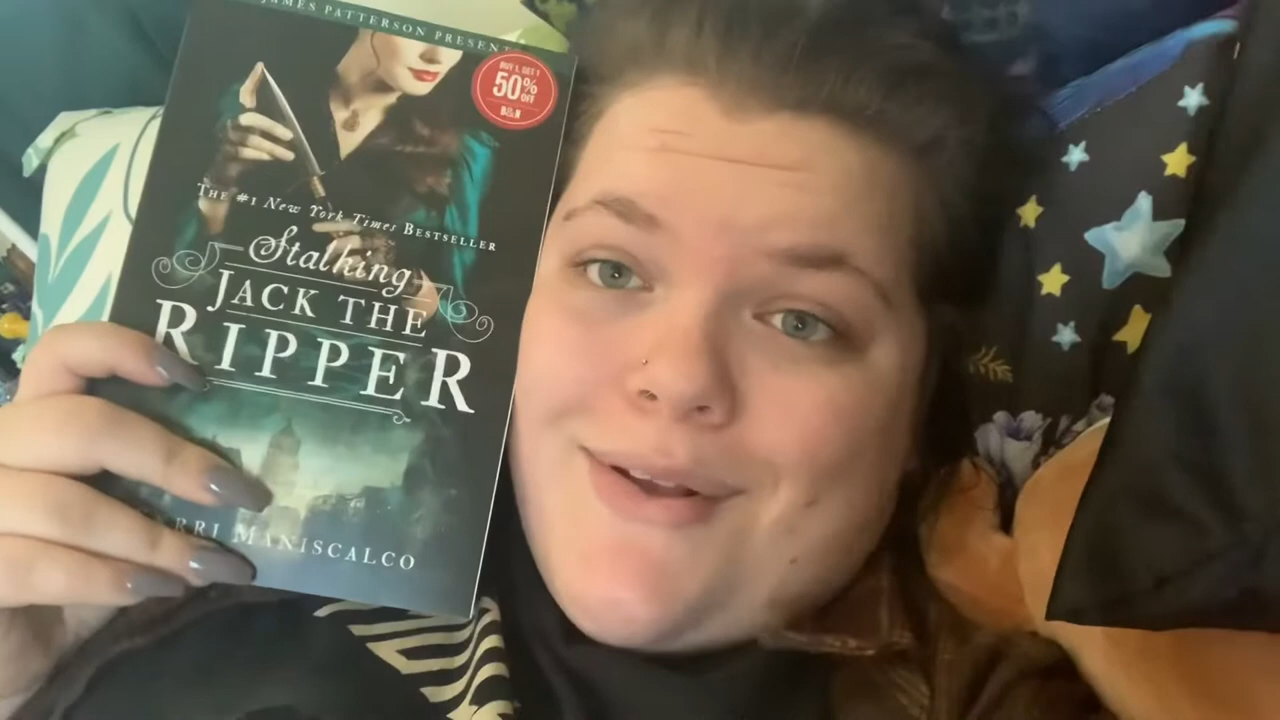 JAMES PATTERSON PRESENTS
BUY 1, GET 1
50%
OFF
B&N
THE #1 New York Times BESTSELLER
Stalking
JACK THE
RIPPER
RRI MANISCALCO